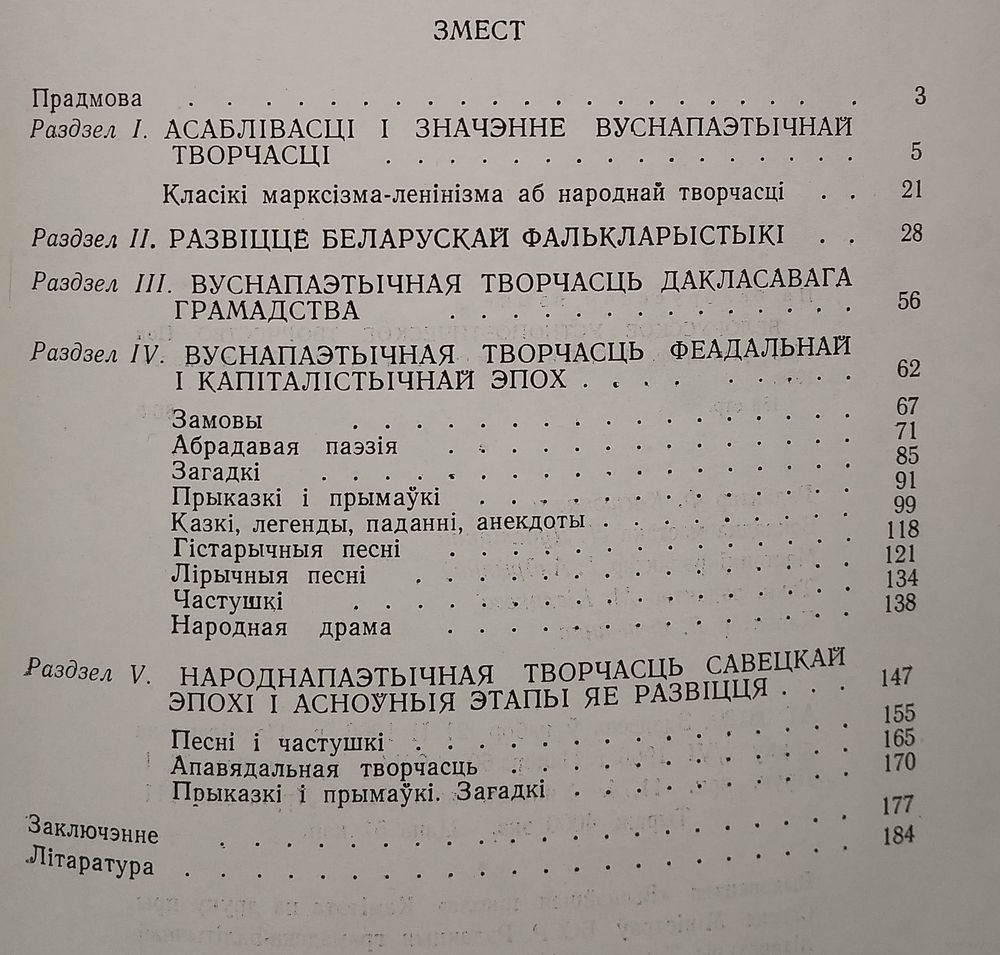 ЗМЕСТ
Прадмова . . . . . . . . . . . . . . . . . . . . 3
Раздзел I. АСАБЛІВАСЦІ І ЗНАЧЭННЕ ВУСНАПАЭТЫЧНАЙ
ТВОРЧАСЦІ . . . . . . . . . . . . . . . 5
Класікі марксізма-ленінізма аб народнай творчасці . . 21
Раздзел II. РАЗВІЦЦЁ БЕЛАРУСКАЙ ФАЛЬКЛАРЫСТЫКІ . . 28
Раздзел III. ВУСНАПАЭТЫЧНАЯ ТВОРЧАСЦЬ ДАКЛАСАВАГА
ГРАМАДСТВА . . . . . . . . . . . . . 56
Раздзел IV. ВУСНАПАЭТЫЧНАЯ ТВОРЧАСЦЬ ФЕАДАЛЬНАЙ
І КАПІТАЛІСТЫЧНАЙ ЭПОХ . . . . . . . . . 62
Замовы . . . . . . . . . . . . . . . . 67
Абрадавая паэзія . . . . . . . . . . . . . 71
Загадкі . . . . . . . . . . . . . . . . 85
Прыказкі і прымаўкі . . . . . . . . . . . . 91
Казкі, легенды, паданні, анекдоты . . . . . . . . 99
Гістарычныя песні . . . . . . . . . . . . . 118
Лірычныя песні . . . . . . . . . . . . . . 121
Частушкі . . . . . . . . . . . . . . . . 134
Народная драма . . . . . . . . . . . . . 138
Раздзел V. НАРОДНАПАЭТЫЧНАЯ ТВОРЧАСЦЬ САВЕЦКАЙ
ЭПОХІ І АСНОЎНЫЯ ЭТАПЫ ЯЕ РАЗВІЦЦЯ . . . 147
Песні і частушкі . . . . . . . . . . . . . . 155
Апавядальная творчасць . . . . . . . . . . . 165
Прыказкі і прымаўкі. Загадкі . . . . . . . . . 170
Заключэнне . . . . . . . . . . . . . . . . . . . . 177
Літаратура . . . . . . . . . . . . . . . . . . . . . 184